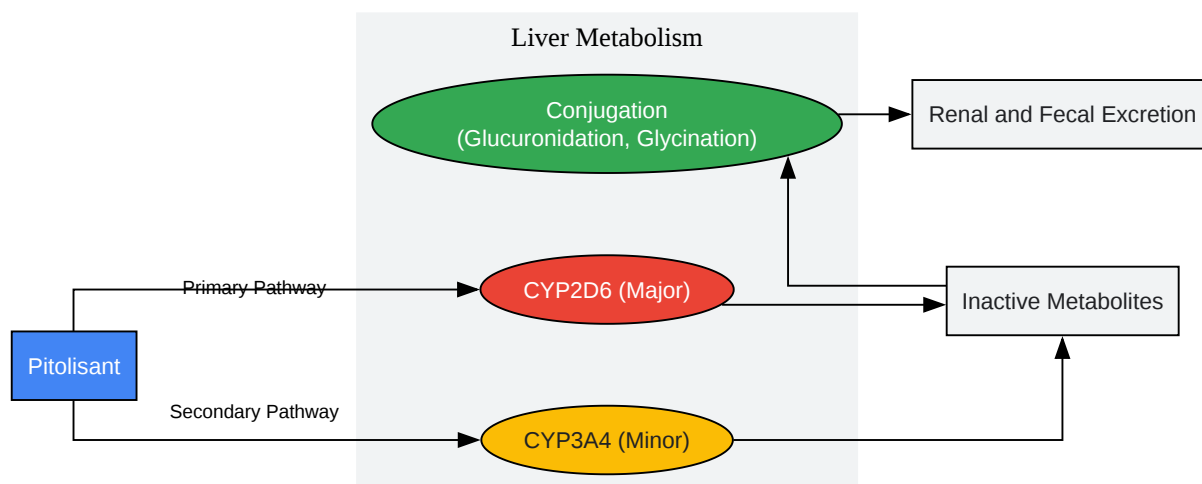 Liver Metabolism
Conjugation
(Glucuronidation, Glycination)
Renal and Fecal Excretion
Primary Pathway
CYP2D6 (Major)
Inactive Metabolites
Pitolisant
Secondary Pathway
CYP3A4 (Minor)